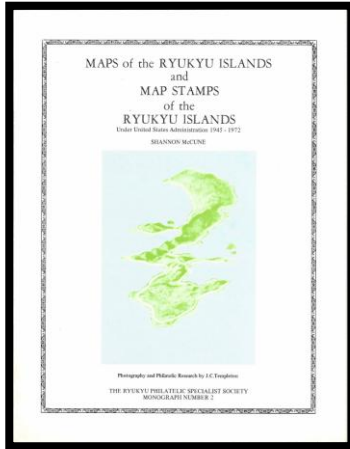 MAPS of the RYUKYU ISLANDS
and
MAP STAMPS
of the
RYUKYU ISLANDS
Under United States Administration 1945 - 1972
SHANNON McCUNE
Photography and Philatelic Research by J.C.Templeton
THE RYUKYU PHILATELIC SPECIALIST SOCIETY
MONOGRAPH NUMBER 2